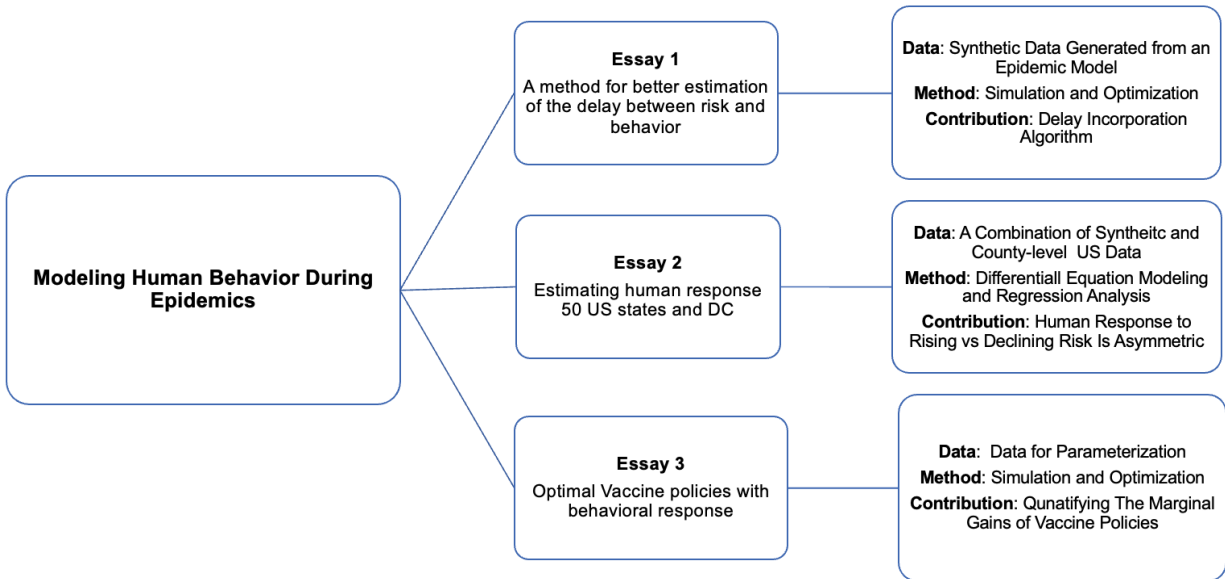 Modeling Human Behavior During
Epidemics
Essay 1
A method for better estimation
of the delay between risk and
behavior
Data: Synthetic Data Generated from an
Epidemic Model
Method: Simulation and Optimization
Contribution: Delay Incorporation
Algorithm
Essay 2
Estimating human response
50 US states and DC
Data: A Combination of Syntheitc and
County-level US Data
Method: Differentiall Equation Modeling
and Regression Analysis
Contribution: Human Response to
Rising vs Declining Risk Is Asymmetric
Essay 3
Optimal Vaccine policies with
behavioral response
Data: Data for Parameterization
Method: Simulation and Optimization
Contribution: Qunatifying The Marginal
Gains of Vaccine Policies